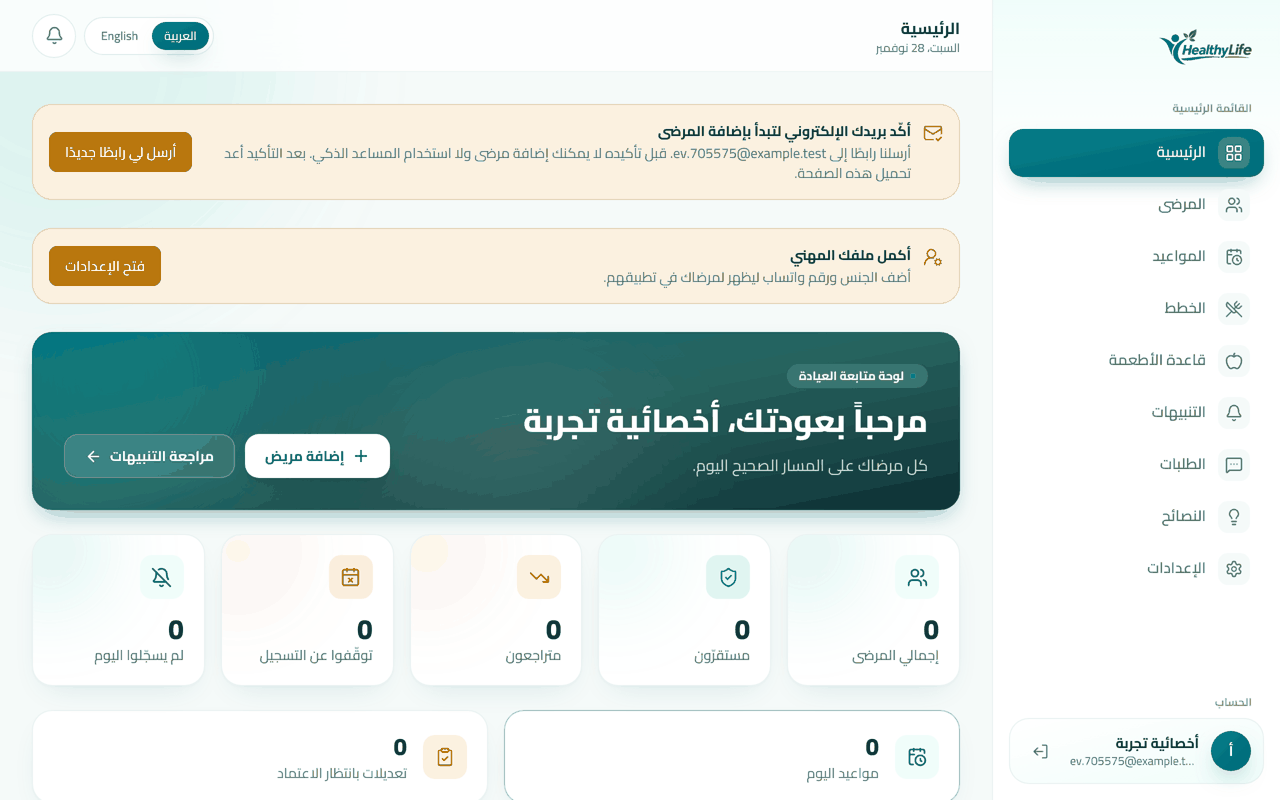 HealthyLife
القائمة الرئيسية
الرئيسية
المرضى
المواعيد
الخطط
قاعدة الأطعمة
التنبيهات
الطلبات
النصائح
الإعدادات
الحساب
أ
أخصائية تجربة
ev.705575@example.t...
الرئيسية
السبت، 28 نوفمبر
العربية
English
أكّد بريدك الإلكتروني لتبدأ بإضافة المرضى
أرسلنا رابطًا إلى ev.705575@example.test. قبل تأكيده لا يمكنك إضافة مرضى ولا استخدام المساعد الذكي. بعد التأكيد أعد
تحميل هذه الصفحة.
أرسل لي رابطًا جديدًا
أكمل ملفك المهني
أضف الجنس ورقم واتساب ليظهر لمرضاك في تطبيقهم.
فتح الإعدادات
لوحة متابعة العيادة
مرحباً بعودتك، أخصائية تجربة
كل مرضاك على المسار الصحيح اليوم.
إضافة مريض
مراجعة التنبيهات
0
إجمالي المرضى
0
مستقرّون
0
متراجعون
0
توقّفوا عن التسجيل
0
لم يسجّلوا اليوم
0
مواعيد اليوم
0
تعديلات بانتظار الاعتماد